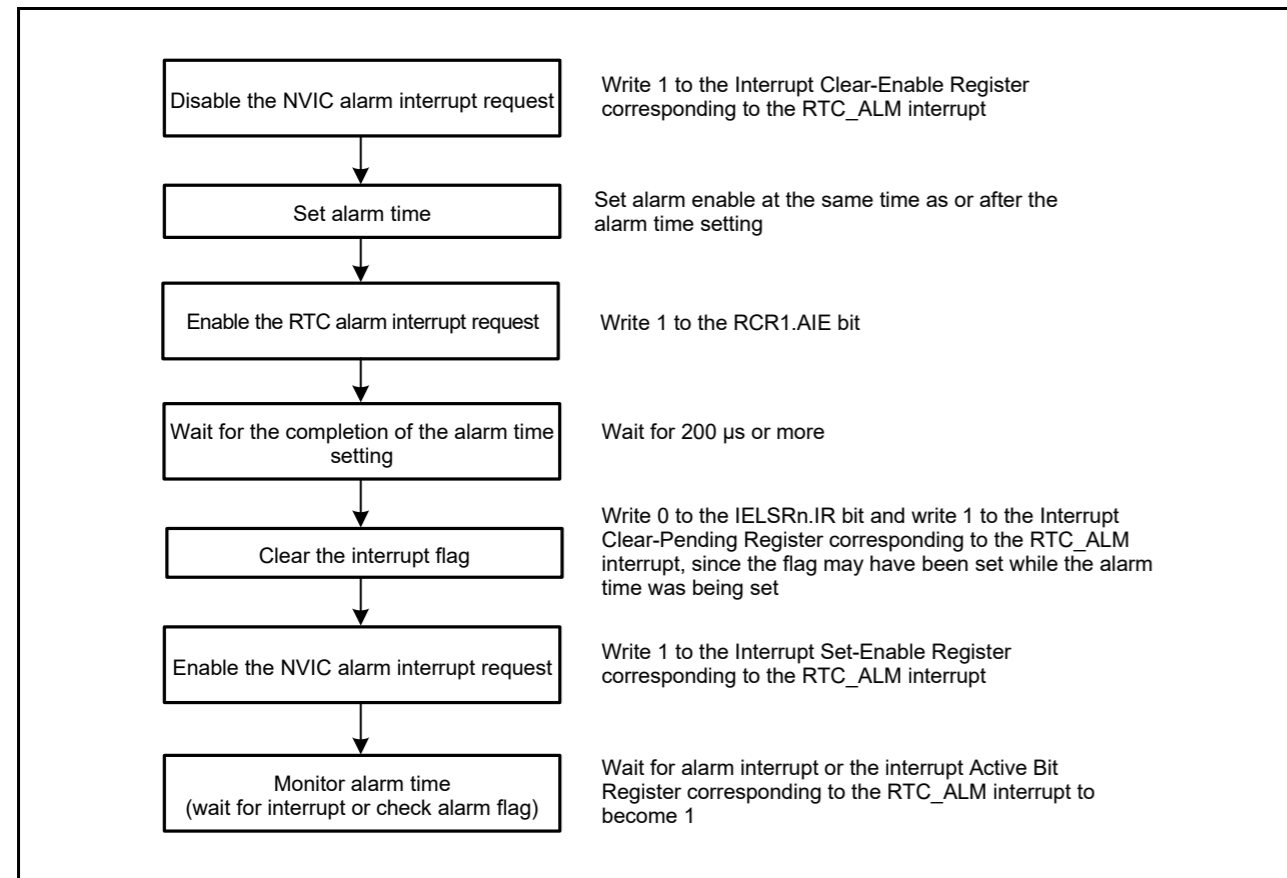 Disable the NVIC alarm interrupt request
Write 1 to the Interrupt Clear-Enable Register
corresponding to the RTC_ALM interrupt
Set alarm time
Set alarm enable at the same time as or after the
alarm time setting
Enable the RTC alarm interrupt request
Write 1 to the RCR1.AIE bit
Wait for the completion of the alarm time
setting
Wait for 200 µs or more
Clear the interrupt flag
Write 0 to the IELSRn.IR bit and write 1 to the Interrupt
Clear-Pending Register corresponding to the RTC_ALM
interrupt, since the flag may have been set while the alarm
time was being set
Enable the NVIC alarm interrupt request
Write 1 to the Interrupt Set-Enable Register
corresponding to the RTC_ALM interrupt
Monitor alarm time
(wait for interrupt or check alarm flag)
Wait for alarm interrupt or the interrupt Active Bit
Register corresponding to the RTC_ALM interrupt to
become 1